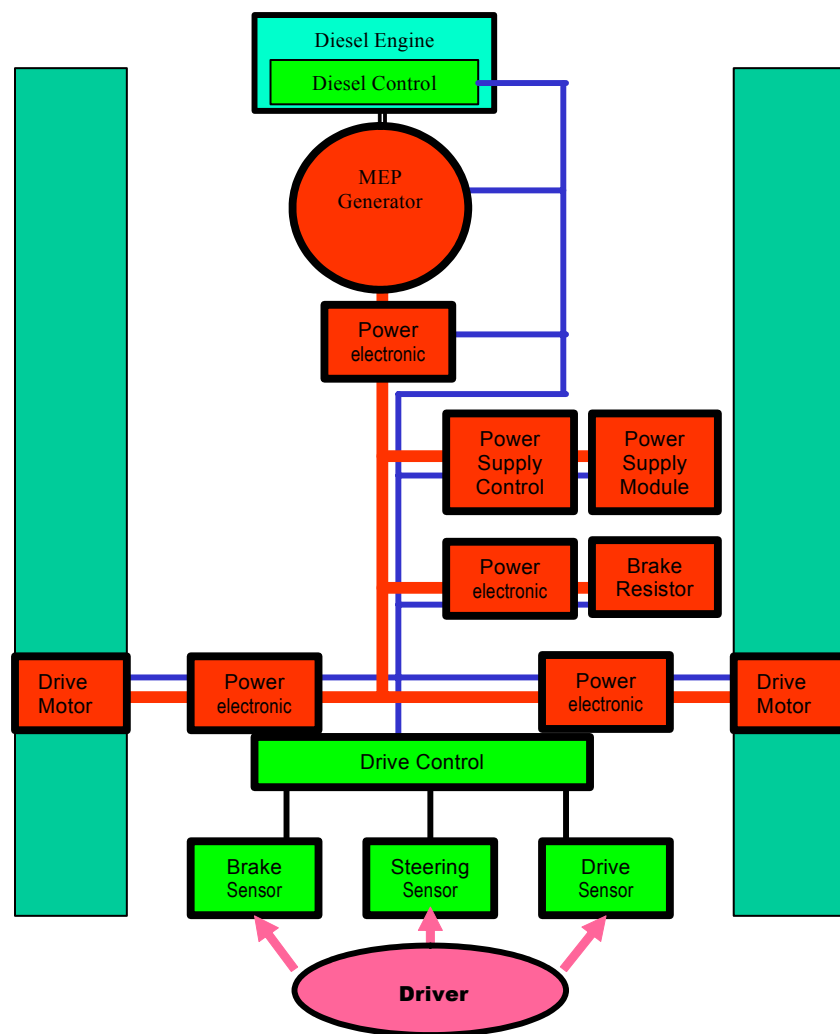 Diesel Engine
Diesel Control
MEP
Generator
Power
electronic
Power
Supply
Control
Power
Supply
Module
Power
electronic
Brake
Resistor
Drive
Motor
Power
electronic
Power
electronic
Drive
Motor
Drive Control
Brake
Sensor
Steering
Sensor
Drive
Sensor
Driver